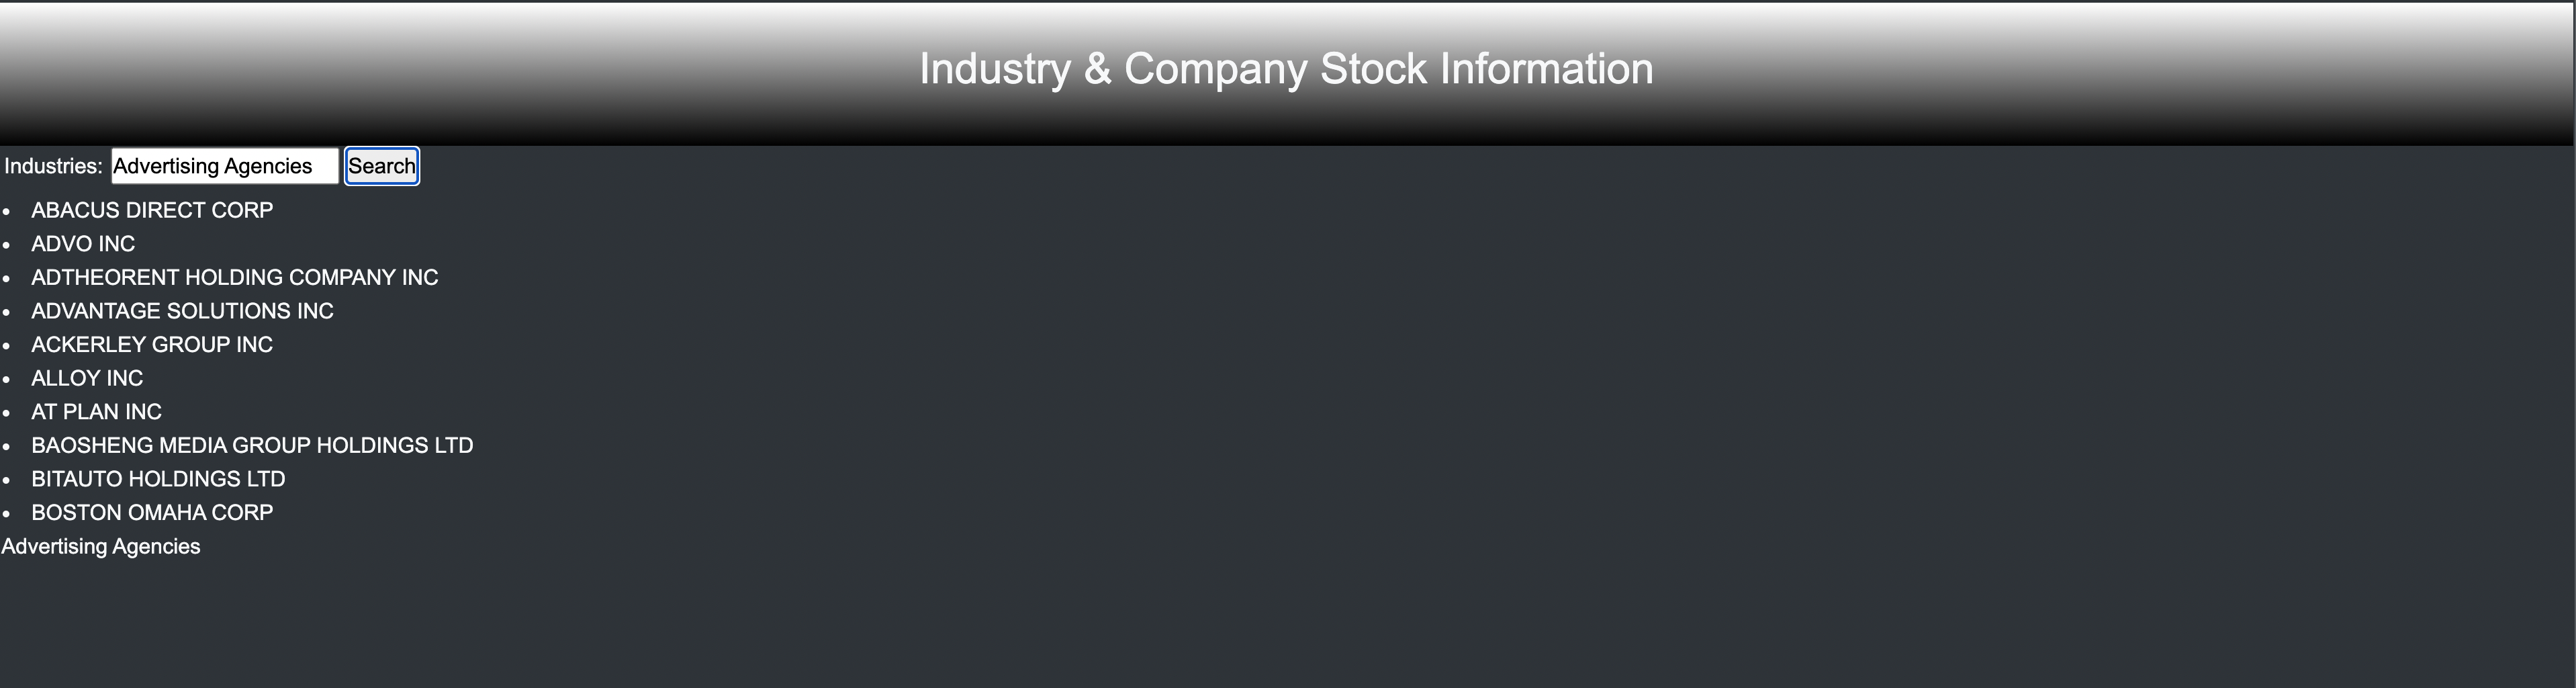 Industry & Company Stock Information
Industries: Advertising Agencies Search
• ABACUS DIRECT CORP
• ADVO INC
• ADTHEORENT HOLDING COMPANY INC
• ADVANTAGE SOLUTIONS INC
• ACKERLEY GROUP INC
• ALLOY INC
• AT PLAN INC
• BAOSHENG MEDIA GROUP HOLDINGS LTD
• BITAUTO HOLDINGS LTD
• BOSTON OMAHA CORP
Advertising Agencies